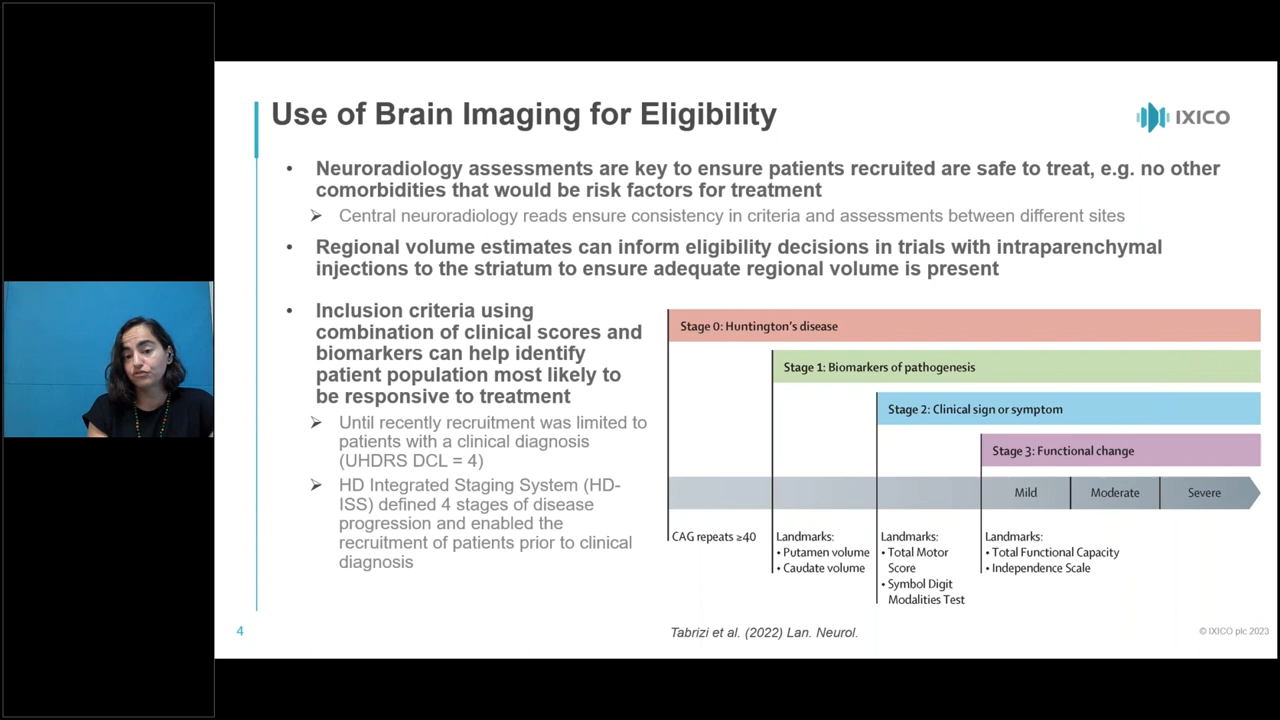 Use of Brain Imaging for Eligibility
IXICO
• Neuroradiology assessments are key to ensure patients recruited are safe to treat, e.g. no other
comorbidities that would be risk factors for treatment
➢ Central neuroradiology reads ensure consistency in criteria and assessments between different sites
• Regional volume estimates can inform eligibility decisions in trials with intraparenchymal
injections to the striatum to ensure adequate regional volume is present
• Inclusion criteria using
combination of clinical scores and
biomarkers can help identify
patient population most likely to
be responsive to treatment
➢ Until recently recruitment was limited to
patients with a clinical diagnosis
(UHDRS DCL = 4)
➢ HD Integrated Staging System (HD-
ISS) defined 4 stages of disease
progression and enabled the
recruitment of patients prior to clinical
diagnosis
Stage 0: Huntington's disease
Stage 1: Biomarkers of pathogenesis
Stage 2: Clinical sign or symptom
Stage 3: Functional change
Mild
Moderate
Severe
CAG repeats ≥40
Landmarks:
• Putamen volume
• Caudate volume
Landmarks:
• Total Motor
Score
• Symbol Digit
Modalities Test
Landmarks:
• Total Functional Capacity
• Independence Scale
4
Tabrizi et al. (2022) Lan. Neurol.
© IXICO plc 2023